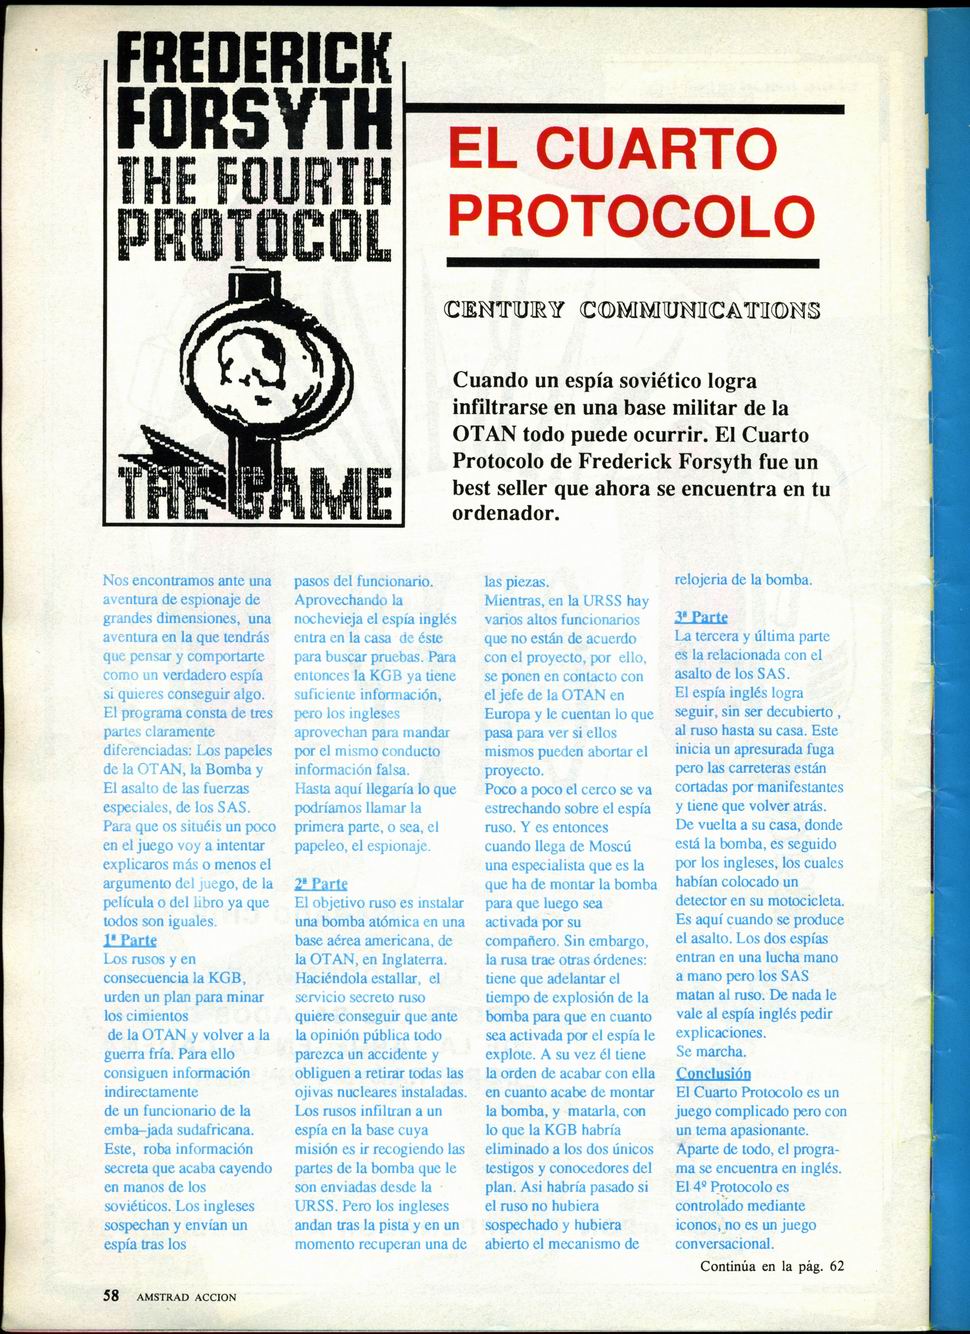 FREDERICK
FORSYTH
THE FOURTH
PROTOCOL
THE GAME
EL CUARTO
PROTOCOLO
CENTURY COMMUNICATIONS
Cuando un espía soviético logra
infiltrarse en una base militar de la
OTAN todo puede ocurrir. El Cuarto
Protocolo de Frederick Forsyth fue un
best seller que ahora se encuentra en tu
ordenador.
Nos encontramos ante una
aventura de espionaje de
grandes dimensiones, una
aventura en la que tendrás
que pensar y comportarte
como un verdadero espía
si quieres conseguir algo.
El programa consta de tres
partes claramente
diferenciadas: Los papeles
de la OTAN, la Bomba y
El asalto de las fuerzas
especiales, de los SAS.
Para que os situéis un poco
en el juego voy a intentar
explicaros más o menos el
argumento del juego, de la
película o del libro ya que
todos son iguales.
1ª Parte
Los rusos y en
consecuencia la KGB,
urden un plan para minar
los cimientos
de la OTAN y volver a la
guerra fría. Para ello
consiguen información
indirectamente
de un funcionario de la
emba-jada sudafricana.
Este, roba información
secreta que acaba cayendo
en manos de los
soviéticos. Los ingleses
sospechan y envían un
espía tras los
pasos del funcionario.
Aprovechando la
nochevieja el espía inglés
entra en la casa de éste
para buscar pruebas. Para
entonces la KGB ya tiene
suficiente información,
pero los ingleses
aprovechan para mandar
por el mismo conducto
información falsa.
Hasta aquí llegaría lo que
podríamos llamar la
primera parte, o sea, el
papeleo, el espionaje.
2ª Parte
El objetivo ruso es instalar
una bomba atómica en una
base aérea americana, de
la OTAN, en Inglaterra.
Haciéndola estallar, el
servicio secreto ruso
quiere conseguir que ante
la opinión pública todo
parezca un accidente y
obliguen a retirar todas las
ojivas nucleares instaladas.
Los rusos infiltran a un
espía en la base cuya
misión es ir recogiendo las
partes de la bomba que le
son enviadas desde la
URSS. Pero los ingleses
andan tras la pista y en un
momento recuperan una de
las piezas.
Mientras, en la URSS hay
varios altos funcionarios
que no están de acuerdo
con el proyecto, por ello,
se ponen en contacto con
el jefe de la OTAN en
Europa y le cuentan lo que
pasa para ver si ellos
mismos pueden abortar el
proyecto.
Poco a poco el cerco se va
estrechando sobre el espía
ruso. Y es entonces
cuando llega de Moscú
una especialista que es la
que ha de montar la bomba
para que luego sea
activada por su
compañero. Sin embargo,
la rusa trae otras órdenes:
tiene que adelantar el
tiempo de explosión de la
bomba para que en cuanto
sea activada por el espía le
explote. A su vez él tiene
la orden de acabar con ella
en cuanto acabe de montar
la bomba, y matarla, con
lo que la KGB habría
eliminado a los dos únicos
testigos y conocedores del
plan. Asi habría pasado si
el ruso no hubiera
sospechado y hubiera
abierto el mecanismo de
relojeria de la bomba.
3ª Parte
La tercera y última parte
es la relacionada con el
asalto de los SAS.
El espía inglés logra
seguir, sin ser decubierto ,
al ruso hasta su casa. Este
inicia un apresurada fuga
pero las carreteras están
cortadas por manifestantes
y tiene que volver atrás.
De vuelta a su casa, donde
está la bomba, es seguido
por los ingleses, los cuales
habían colocado un
detector en su motocicleta.
Es aquí cuando se produce
el asalto. Los dos espías
entran en una lucha mano
a mano pero los SAS
matan al ruso. De nada le
vale al espía inglés pedir
explicaciones.
Se marcha.
Conclusión
El Cuarto Protocolo es un
juego complicado pero con
un tema apasionante.
Aparte de todo, el progra-
ma se encuentra en inglés.
El 4º Protocolo es
controlado mediante
iconos, no es un juego
conversacional.
Continúa en la pág. 62
58 AMSTRAD ACCION